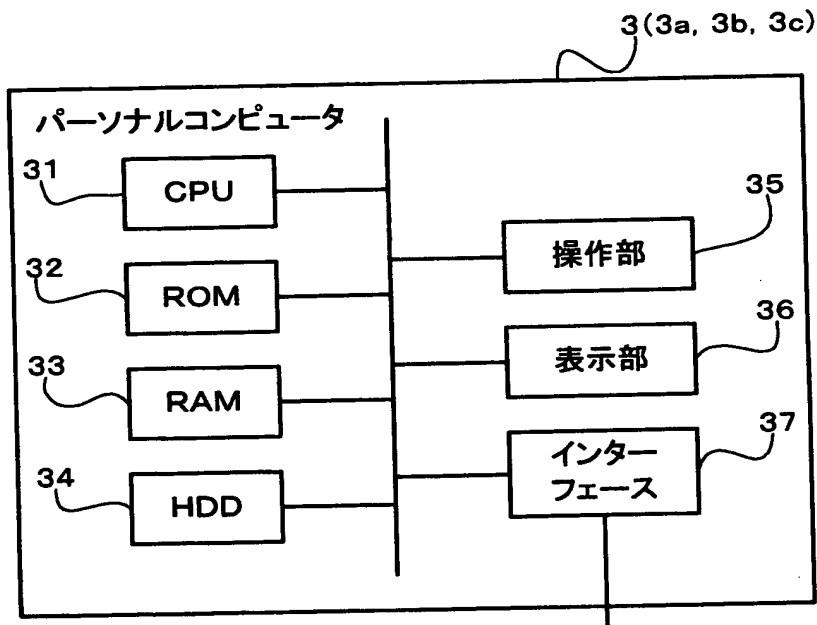 3(3a, 3b, 3c)
パーソナルコンピュータ
31
CPU
32
ROM
33
RAM
34
HDD
35
操作部
36
表示部
37
インター
フェース